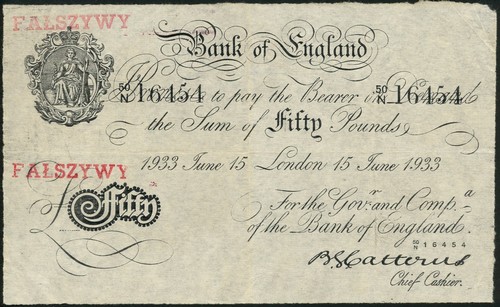 FAŁSZYWY
Bank of England
50/N 16454 50/N 16454
Promise to pay the Bearer on Demand
the Sum of Fifty Pounds
1933 June 15 London 15 June 1933
FAŁSZYWY
£ Fifty
For the Govr. and Compa.
of the Bank of England.
50/N 16454
B.G. Catterns
Chief Cashier.